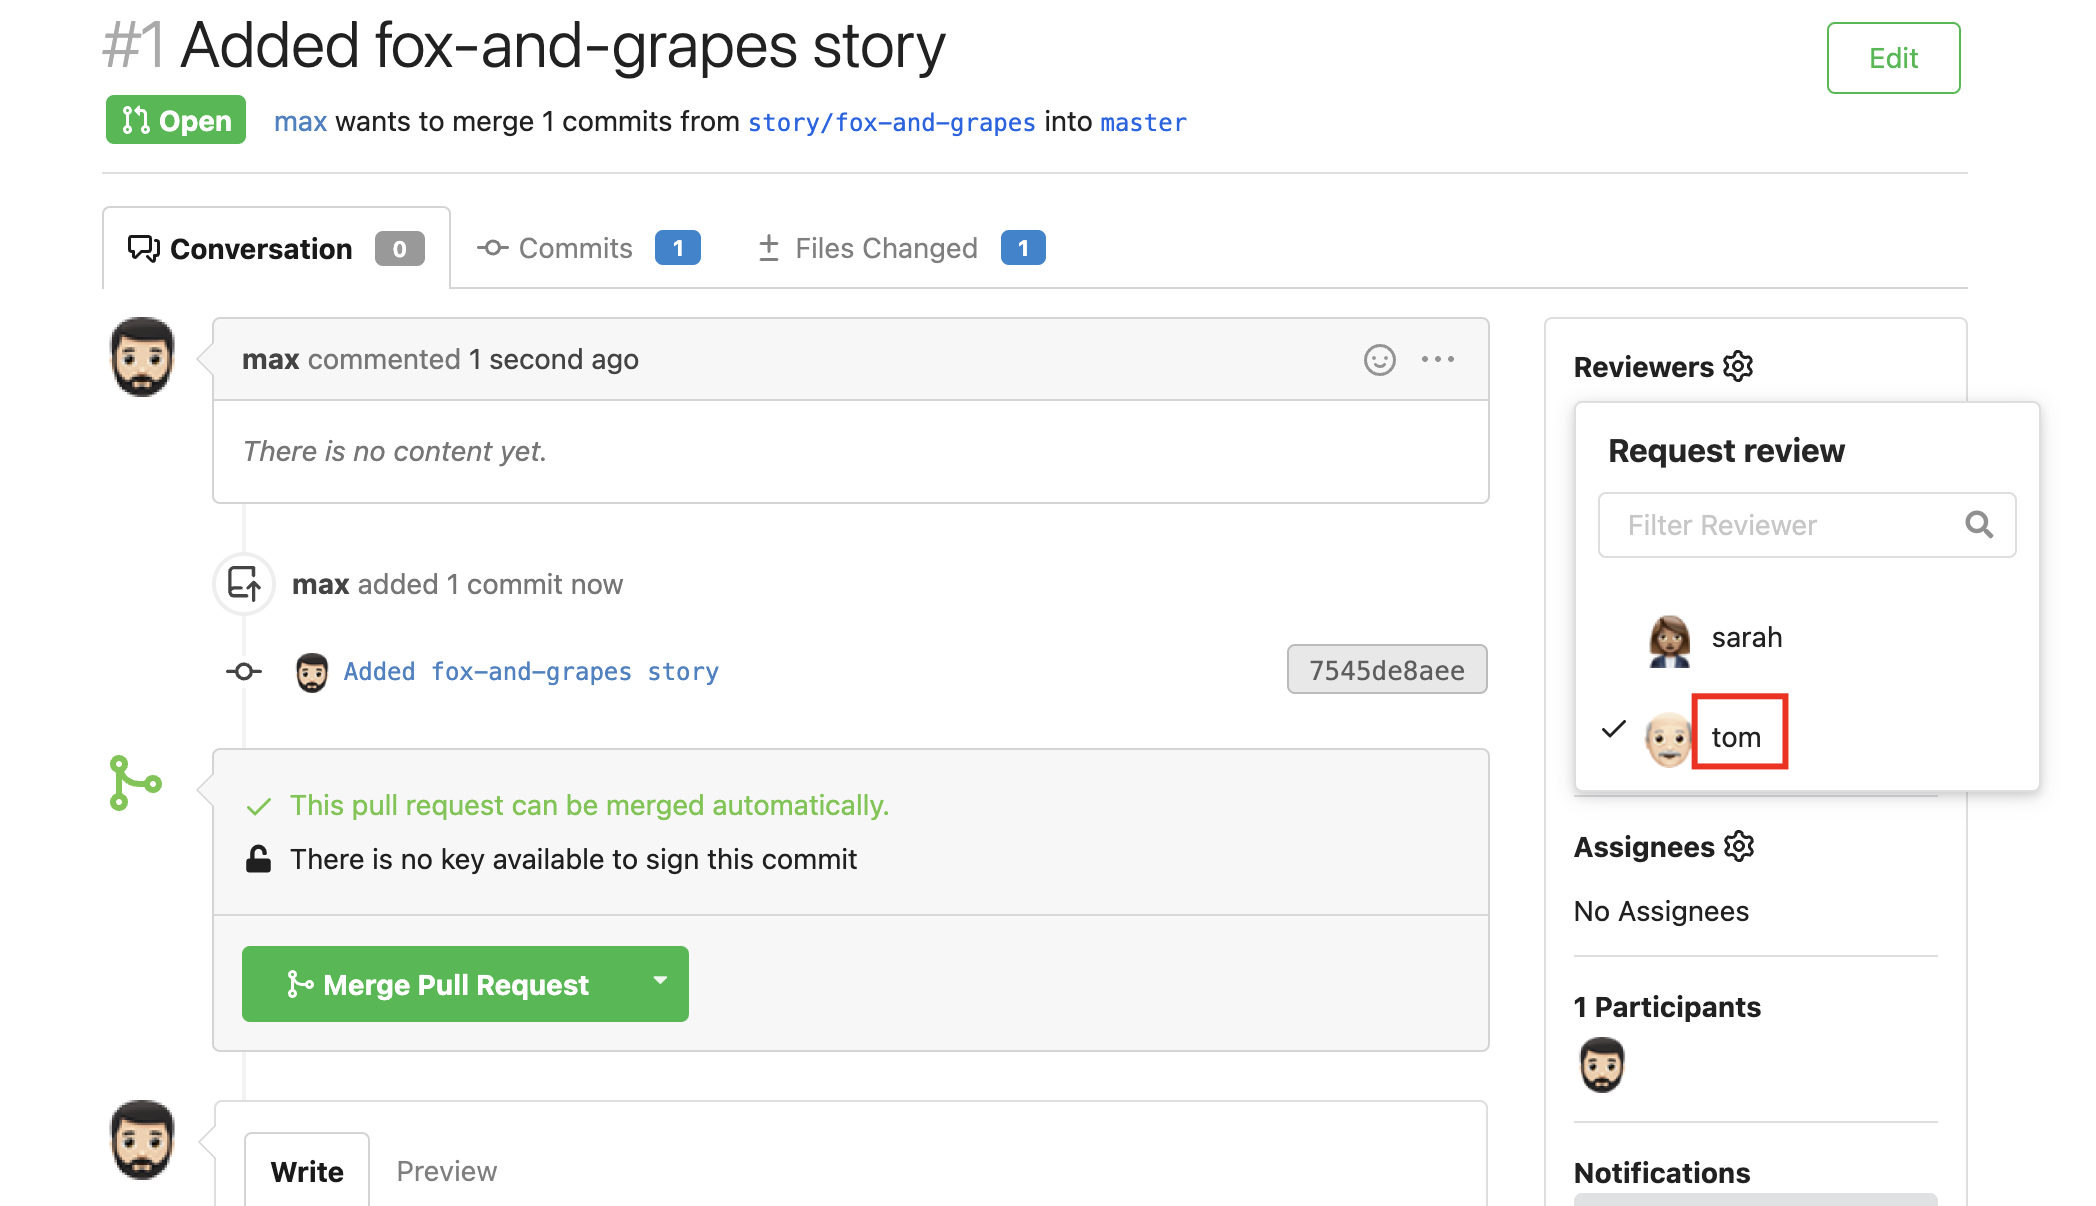 #1 Added fox-and-grapes story
Edit
Open
max wants to merge 1 commits from story/fox-and-grapes into master
Conversation 0
Commits 1
Files Changed 1
max commented 1 second ago
There is no content yet.
max added 1 commit now
Added fox-and-grapes story
7545de8aee
This pull request can be merged automatically.
There is no key available to sign this commit
Merge Pull Request
Write
Preview
Reviewers
Request review
Filter Reviewer
sarah
tom
Assignees
No Assignees
1 Participants
Notifications